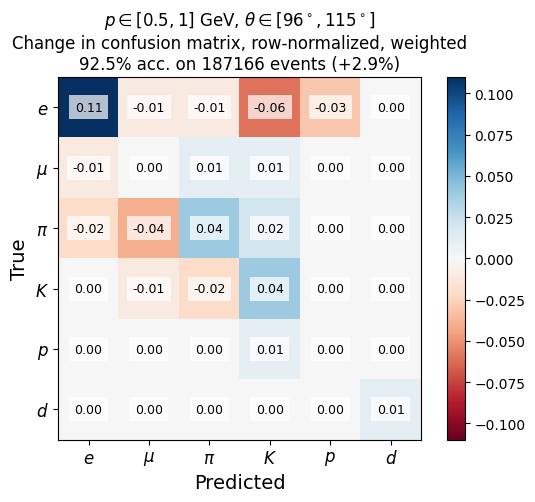 p ∈ [0.5, 1] GeV, θ ∈ [96°, 115°]
Change in confusion matrix, row-normalized, weighted
92.5% acc. on 187166 events (+2.9%)
e 0.11 -0.01 -0.01 -0.06 -0.03 0.00
μ -0.01 0.00 0.01 0.01 0.00 0.00
π -0.02 -0.04 0.04 0.02 0.00 0.00
K 0.00 -0.01 -0.02 0.04 0.00 0.00
p 0.00 0.00 0.00 0.01 0.00 0.00
d 0.00 0.00 0.00 0.00 0.00 0.01
e μ π K p d
Predicted
True
0.100
0.075
0.050
0.025
0.000
-0.025
-0.050
-0.075
-0.100